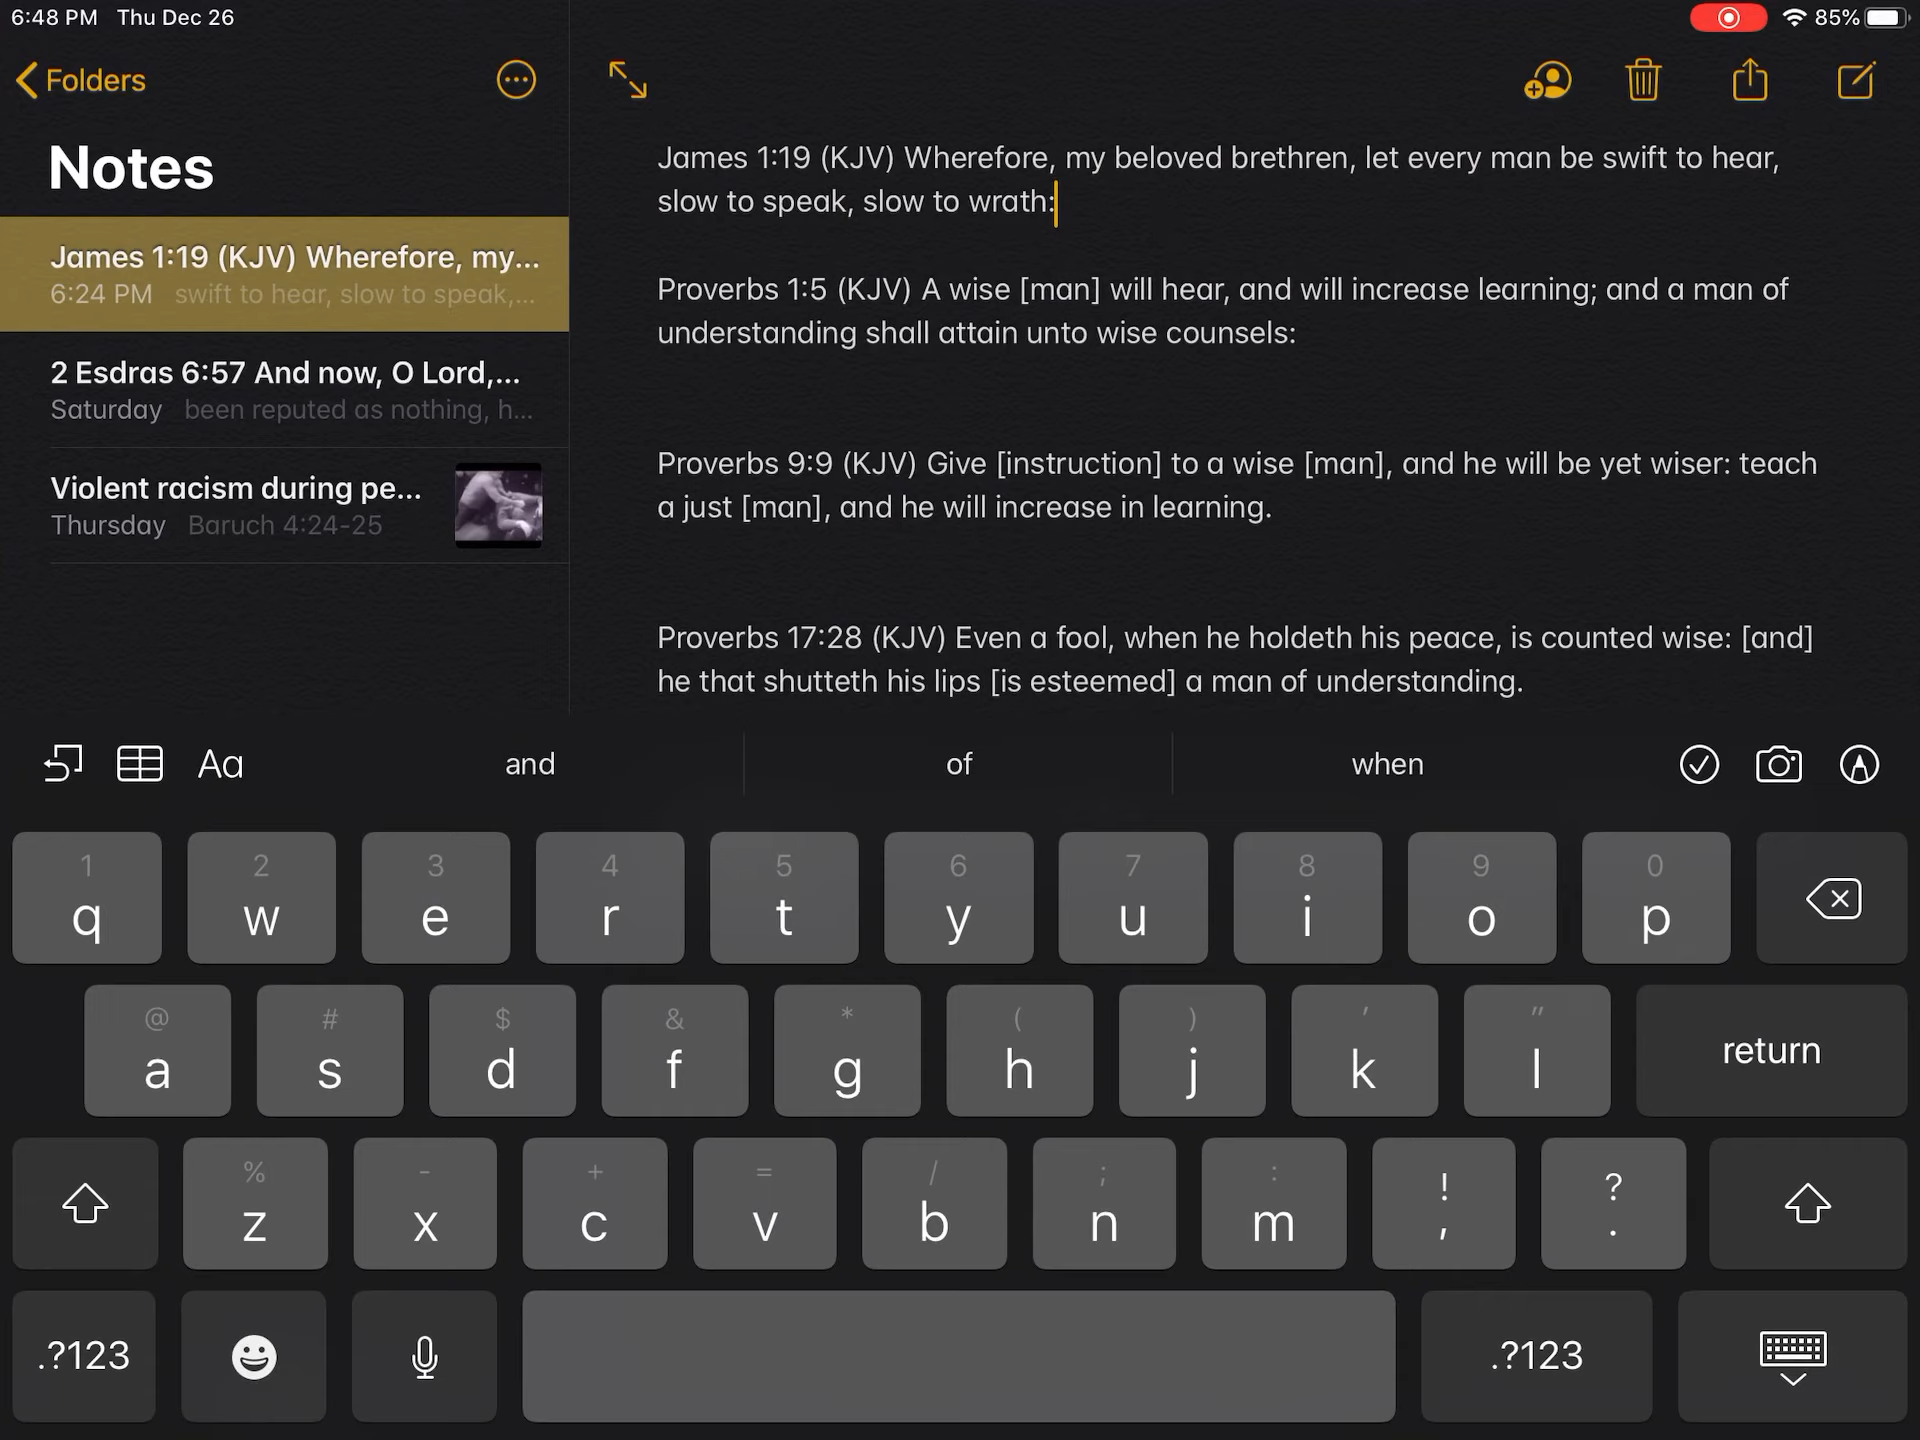 6:48 PM Thu Dec 26
85%
Folders
Notes
James 1:19 (KJV) Wherefore, my...
6:24 PM swift to hear, slow to speak,...
2 Esdras 6:57 And now, O Lord,...
Saturday been reputed as nothing, h...
Violent racism during pe...
Thursday Baruch 4:24-25
James 1:19 (KJV) Wherefore, my beloved brethren, let every man be swift to hear,
slow to speak, slow to wrath:
Proverbs 1:5 (KJV) A wise [man] will hear, and will increase learning; and a man of
understanding shall attain unto wise counsels:
Proverbs 9:9 (KJV) Give [instruction] to a wise [man], and he will be yet wiser: teach
a just [man], and he will increase in learning.
Proverbs 17:28 (KJV) Even a fool, when he holdeth his peace, is counted wise: [and]
he that shutteth his lips [is esteemed] a man of understanding.
Aa and of when
1 2 3 4 5 6 7 8 9 0
q w e r t y u i o p
@ # $ & * ( ) ' "
a s d f g h j k l return
% - + = / ; : ! ?
z x c v b n m , .
.?123 .?123